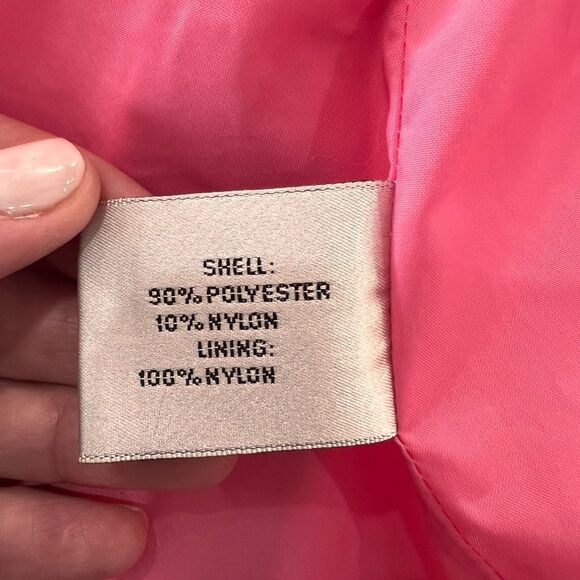 SHELL:
90% POLYESTER
10% NYLON
LINING:
100% NYLON